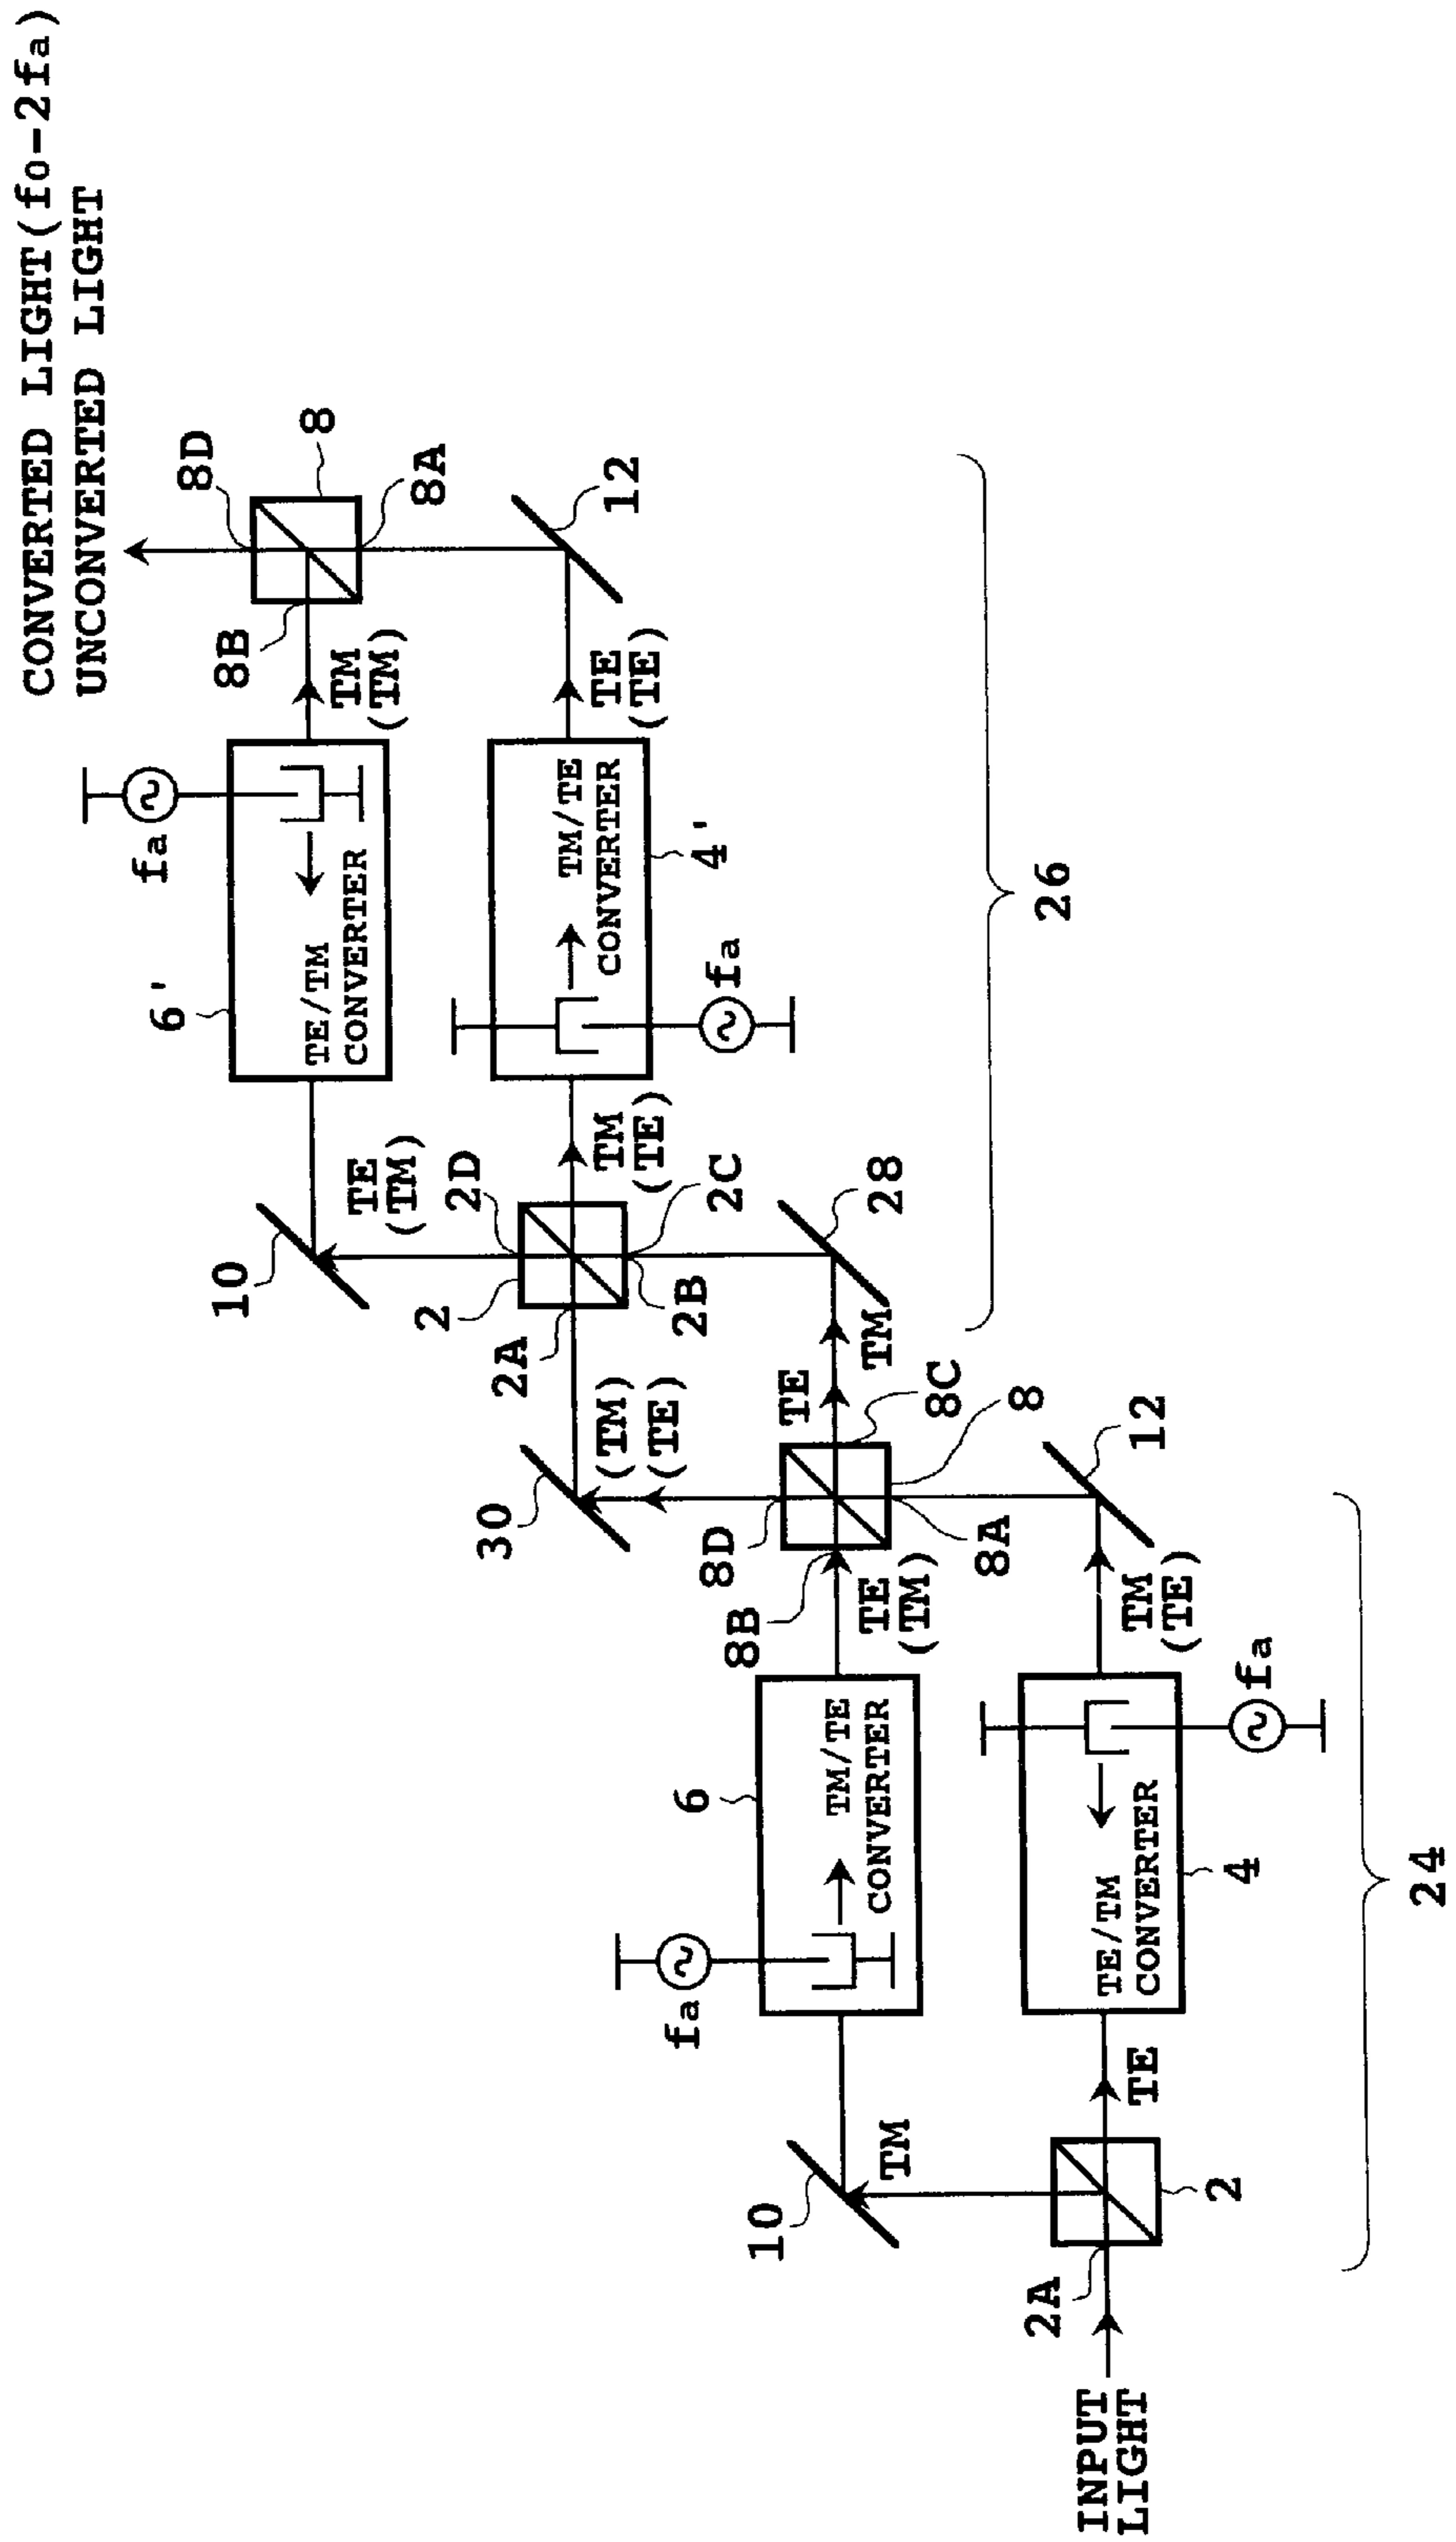 CONVERTED LIGHT(f0-2fa)
UNCONVERTED LIGHT
8D
8
8B
8A
TM
(TM)
12
fa
TE
(TE)
6'
TE/TM
CONVERTER
TM/TE
CONVERTER
4'
fa
26
10
TE
(TM)
2D
TM
(TE)
2
2C
2A
2B
28
30
(TM)
(TE)
TE
TM
8C
8
8D
8B
8A
12
TE
(TM)
TM
(TE)
6
TM/TE
CONVERTER
fa
fa
TE/TM
CONVERTER
4
24
10
TM
TE
2
2A
INPUT
LIGHT